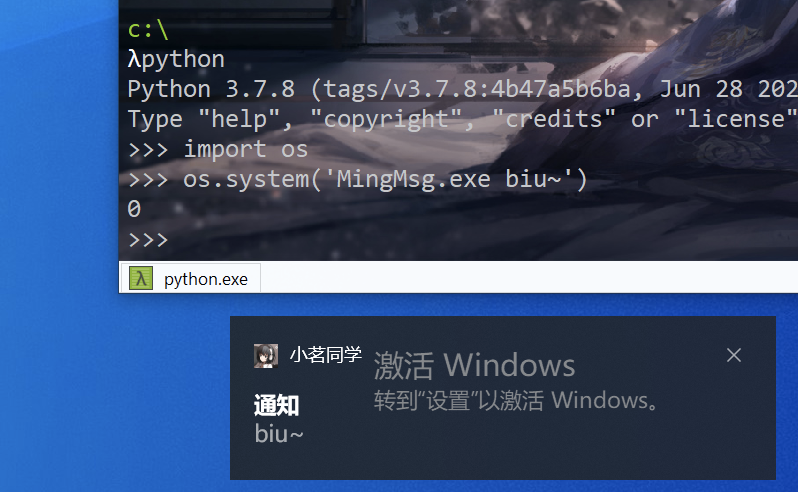 c:\
λpython
Python 3.7.8 (tags/v3.7.8:4b47a5b6ba, Jun 28 202
Type "help", "copyright", "credits" or "license"
>>> import os
>>> os.system('MingMsg.exe biu~')
0
>>>
λ python.exe
小茗同学
激活 Windows
转到“设置”以激活 Windows。
通知
biu~